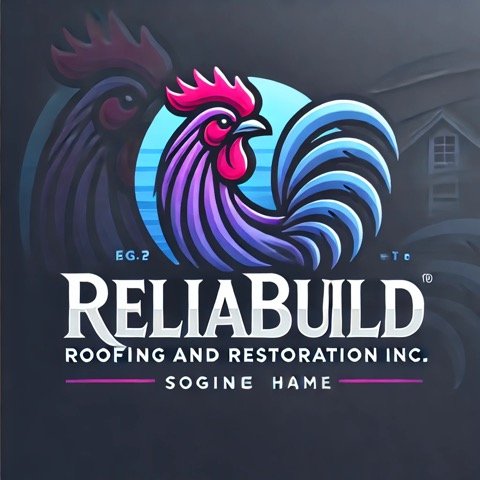 EG.2
RELIABUILD®
ROOFING AND RESTORATION INC.
SOGINE HAME